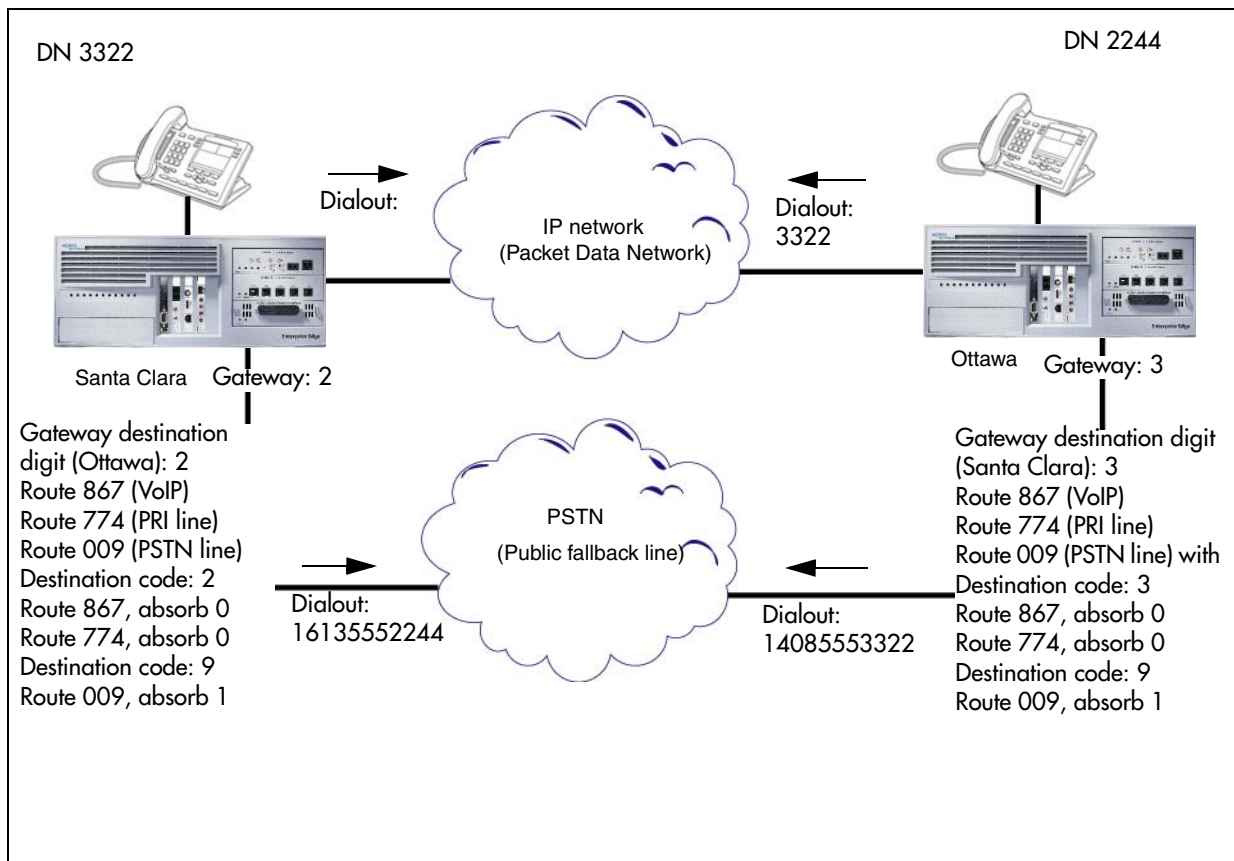 DN 3322
DN 2244
Dialout:
IP network
(Packet Data Network)
Dialout:
3322
Enterprise Edge
Enterprise Edge
Santa Clara
Gateway: 2
Ottawa
Gateway: 3
Gateway destination
digit (Ottawa): 2
Route 867 (VoIP)
Route 774 (PRI line)
Route 009 (PSTN line)
Destination code: 2
Route 867, absorb 0
Route 774, absorb 0
Destination code: 9
Route 009, absorb 1
Dialout:
16135552244
PSTN
(Public fallback line)
Dialout:
14085553322
Gateway destination digit
(Santa Clara): 3
Route 867 (VoIP)
Route 774 (PRI line)
Route 009 (PSTN line) with
Destination code: 3
Route 867, absorb 0
Route 774, absorb 0
Destination code: 9
Route 009, absorb 1